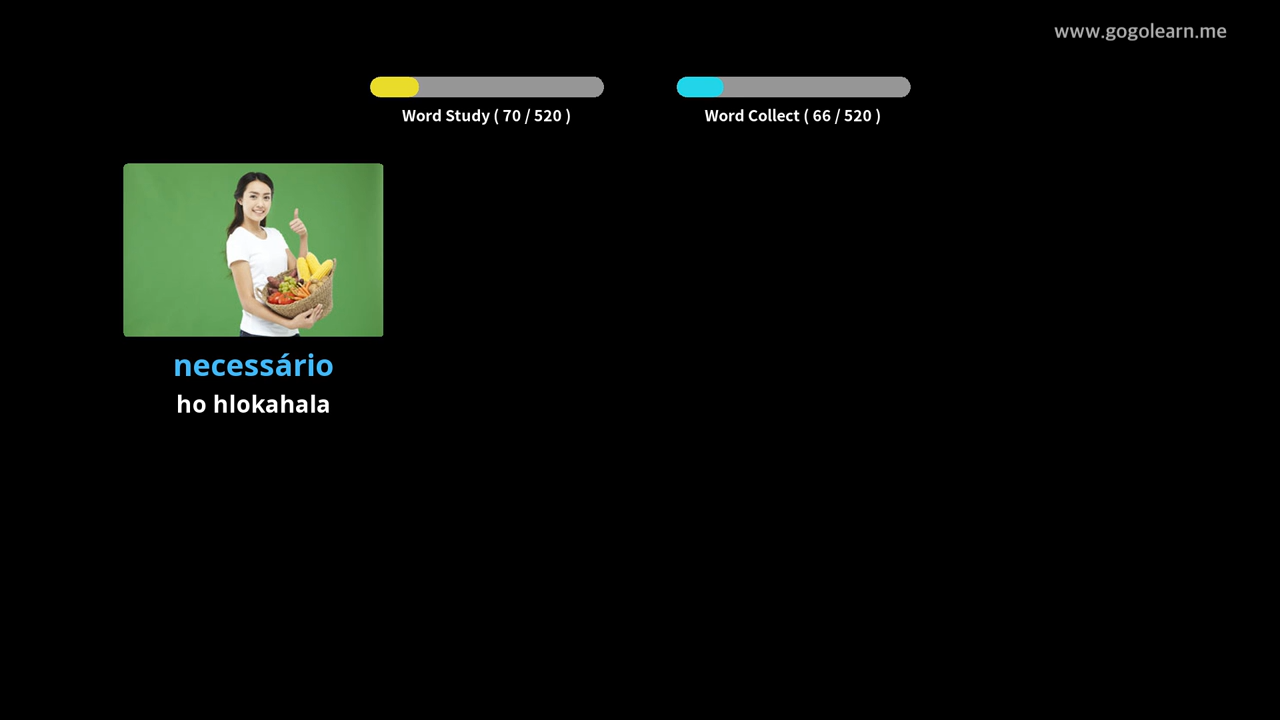 www.gogolearn.me
Word Study ( 70 / 520 )
Word Collect ( 66 / 520 )
necessário
ho hlokahala